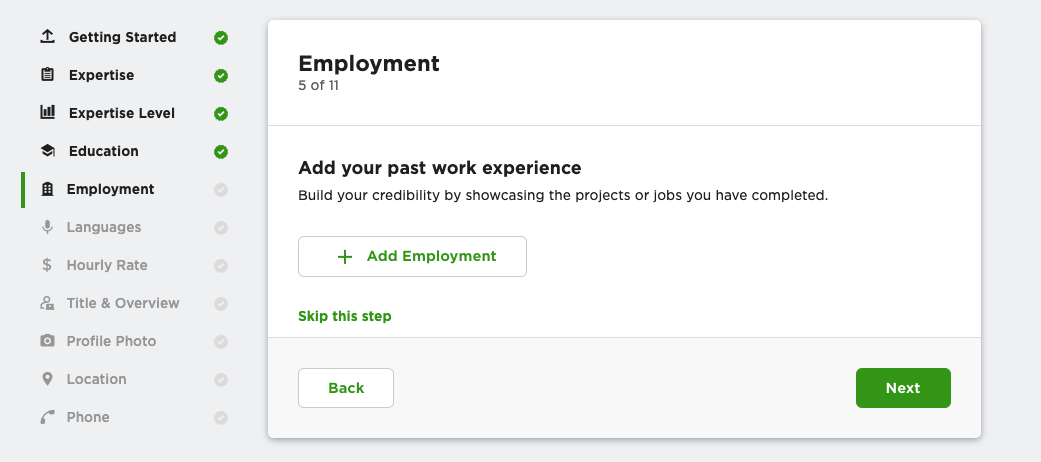 Getting Started
Expertise
Expertise Level
Education
Employment
Languages
$ Hourly Rate
Title & Overview
Profile Photo
Location
Phone
Employment
5 of 11
Add your past work experience
Build your credibility by showcasing the projects or jobs you have completed.
+ Add Employment
Skip this step
Back
Next